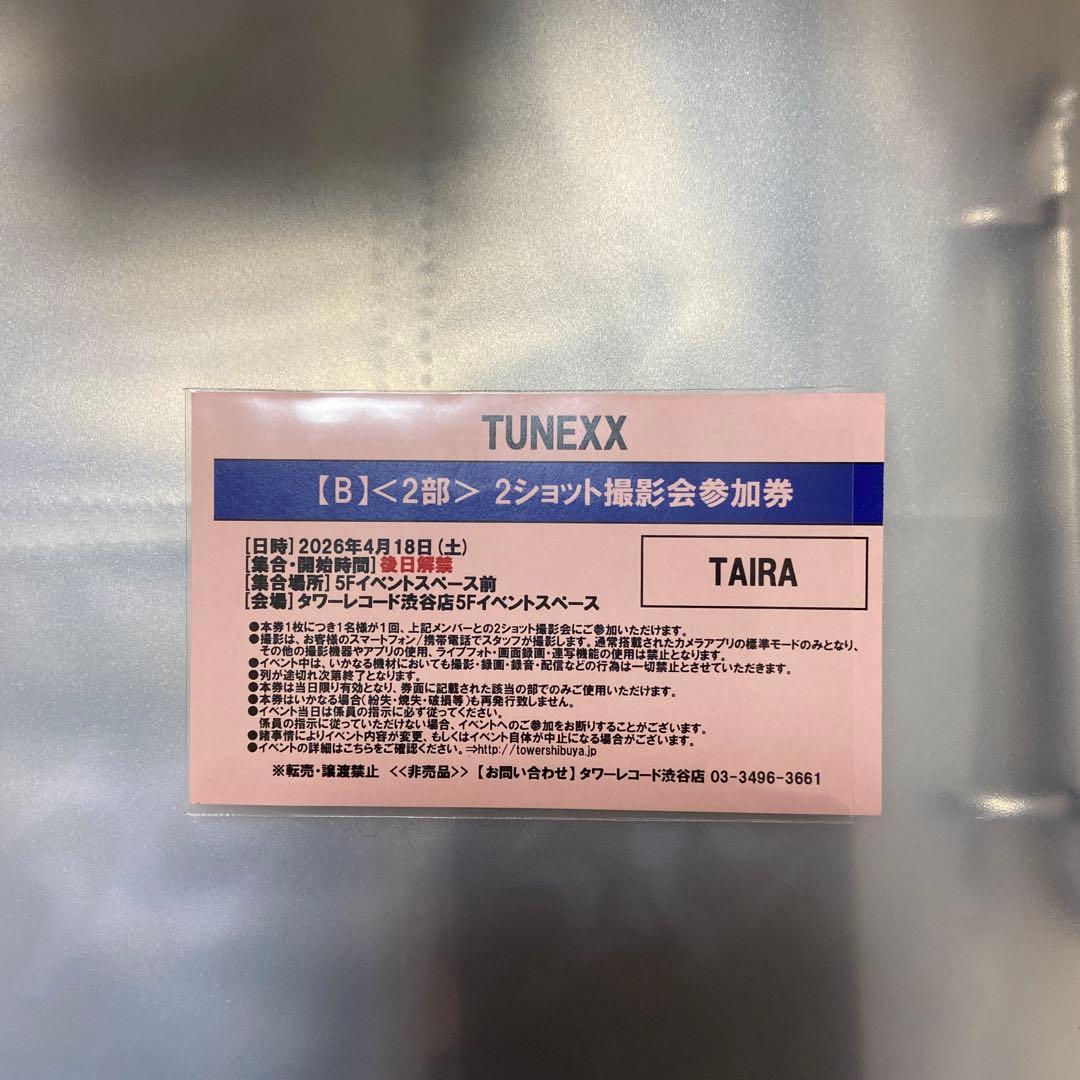 TUNEXX
【B】＜2部＞ 2ショット撮影会参加券
[日時] 2026年4月18日(土)
[集合・開始時間] 後日解禁
[集合場所] 5Fイベントスペース前
[会場] タワーレコード渋谷店5Fイベントスペース
TAIRA
●本券1枚につき1名様が1回、上記メンバーとの2ショット撮影会にご参加いただけます。
●撮影は、お客様のスマートフォン/携帯電話でスタッフが撮影します。通常搭載されたカメラアプリの標準モードのみとなり、
その他の撮影機器やアプリの使用、ライブフォト・画面録画・連写機能の使用は禁止となります。
●イベント中は、いかなる機材においても撮影・録画・録音・配信などの行為は一切禁止とさせていただきます。
●列が途切れ次第終了となります。
●本券は当日限り有効となり、券面に記載された該当の部でのみご使用いただけます。
●本券はいかなる場合(紛失・焼失・破損等)も再発行致しません。
●イベント当日は係員の指示に必ず従ってください。
係員の指示に従っていただけない場合、イベントへのご参加をお断りすることがございます。
●諸事情によりイベント内容が変更、もしくはイベント自体が中止になる場合がございます。
●イベントの詳細はこちらをご確認ください。⇒http://towershibuya.jp
※転売・譲渡禁止 <<非売品>> 【お問い合わせ】タワーレコード渋谷店 03-3496-3661